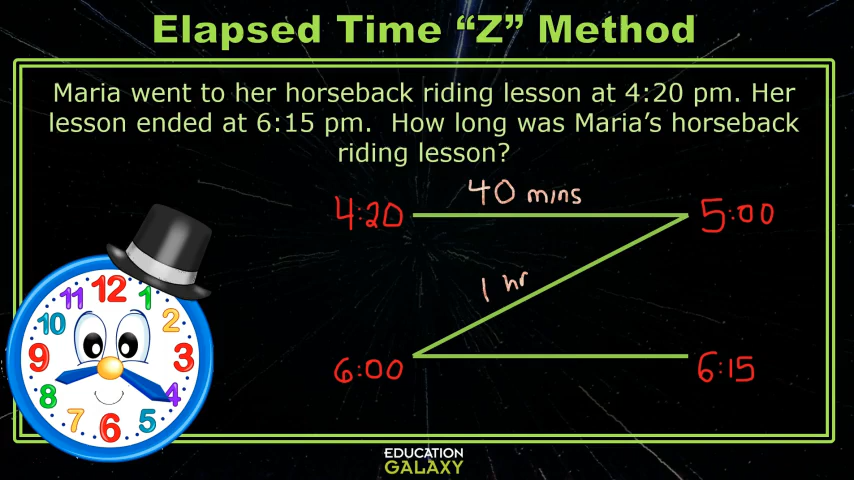 Elapsed Time “Z” Method
Maria went to her horseback riding lesson at 4:20 pm. Her
lesson ended at 6:15 pm.  How long was Maria’s horseback
riding lesson?
40 mins
4:20
5:00
1 hr
6:00
6:15
12
11
1
10
2
9
3
8
4
7
5
6
EDUCATION
GALAXY